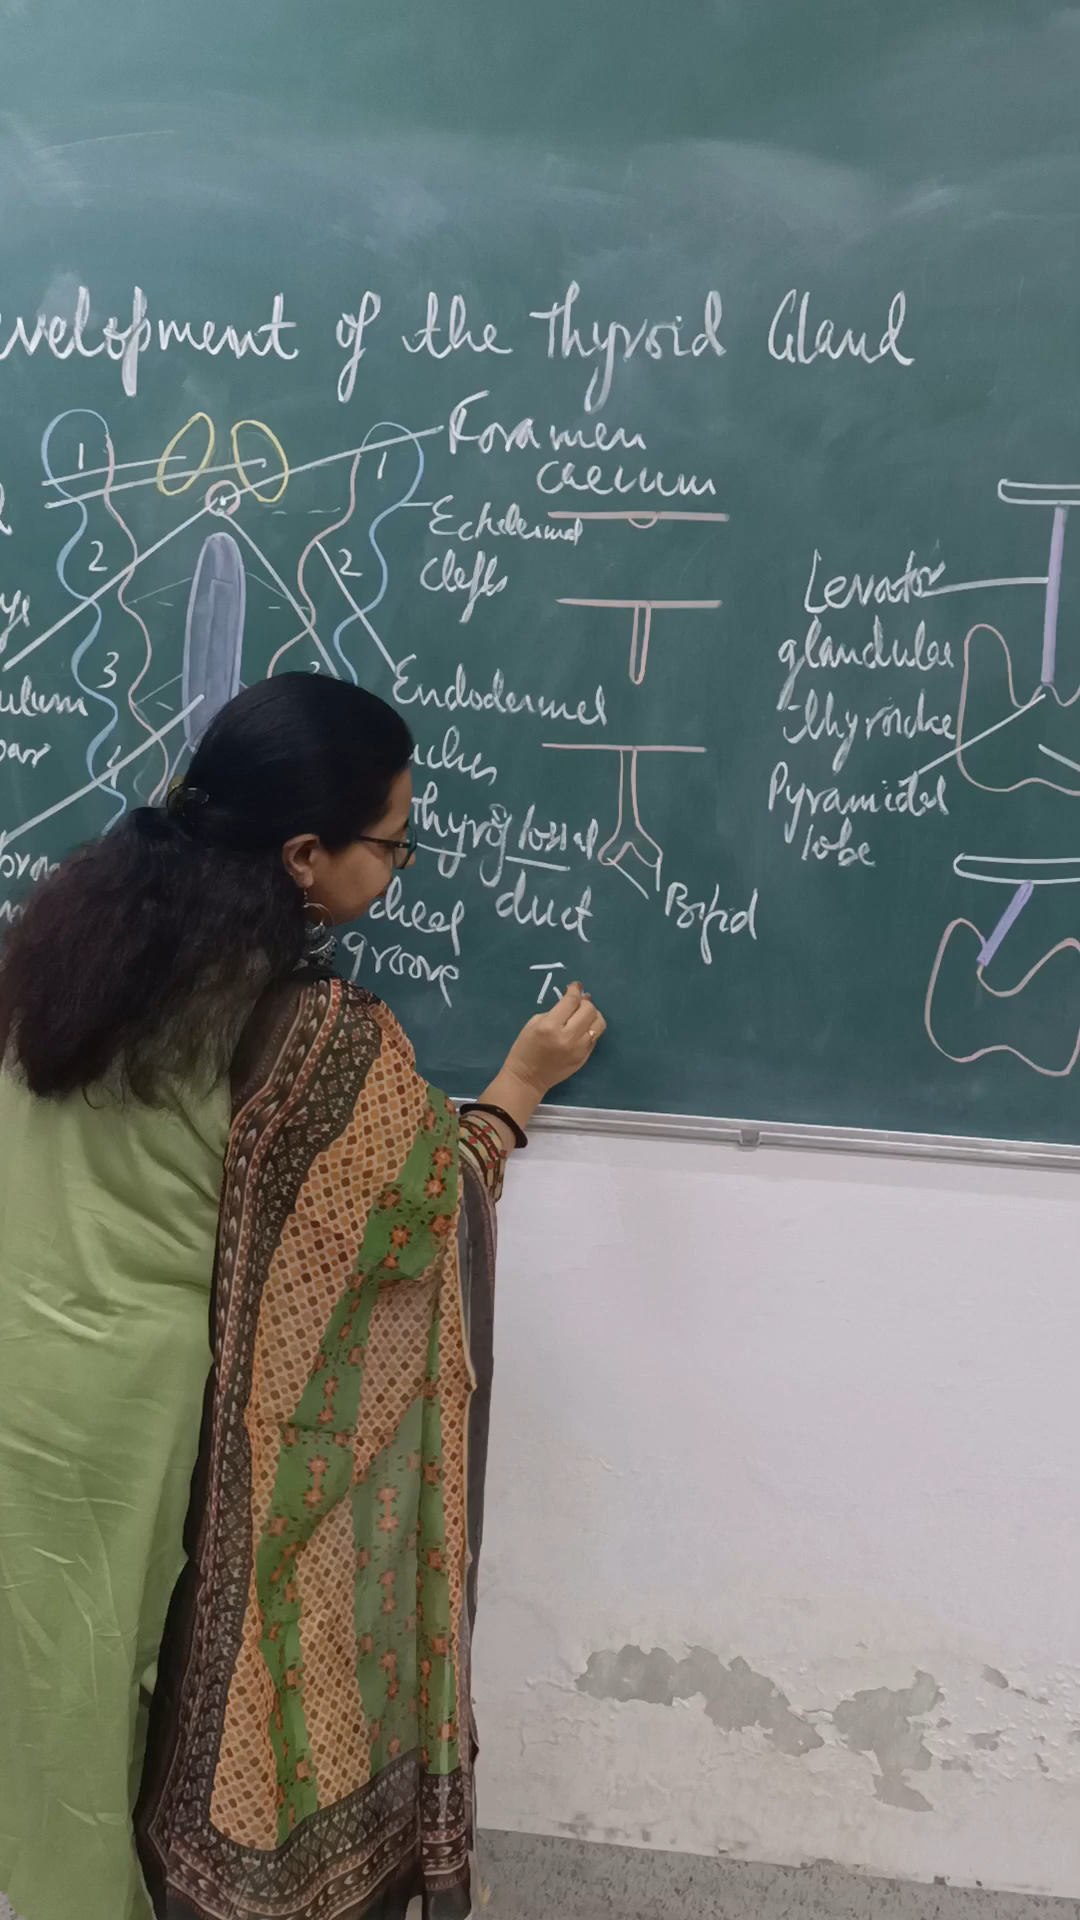 evelopment of the Thyroid Gland
Foramen
caecum
Ectodermal
clefts
1
1
2
2
3
4
Endodermal
Thyroglossal
duct
groove
Bifid
Levator
glandulae
thyroidae
Pyramidal
lobe